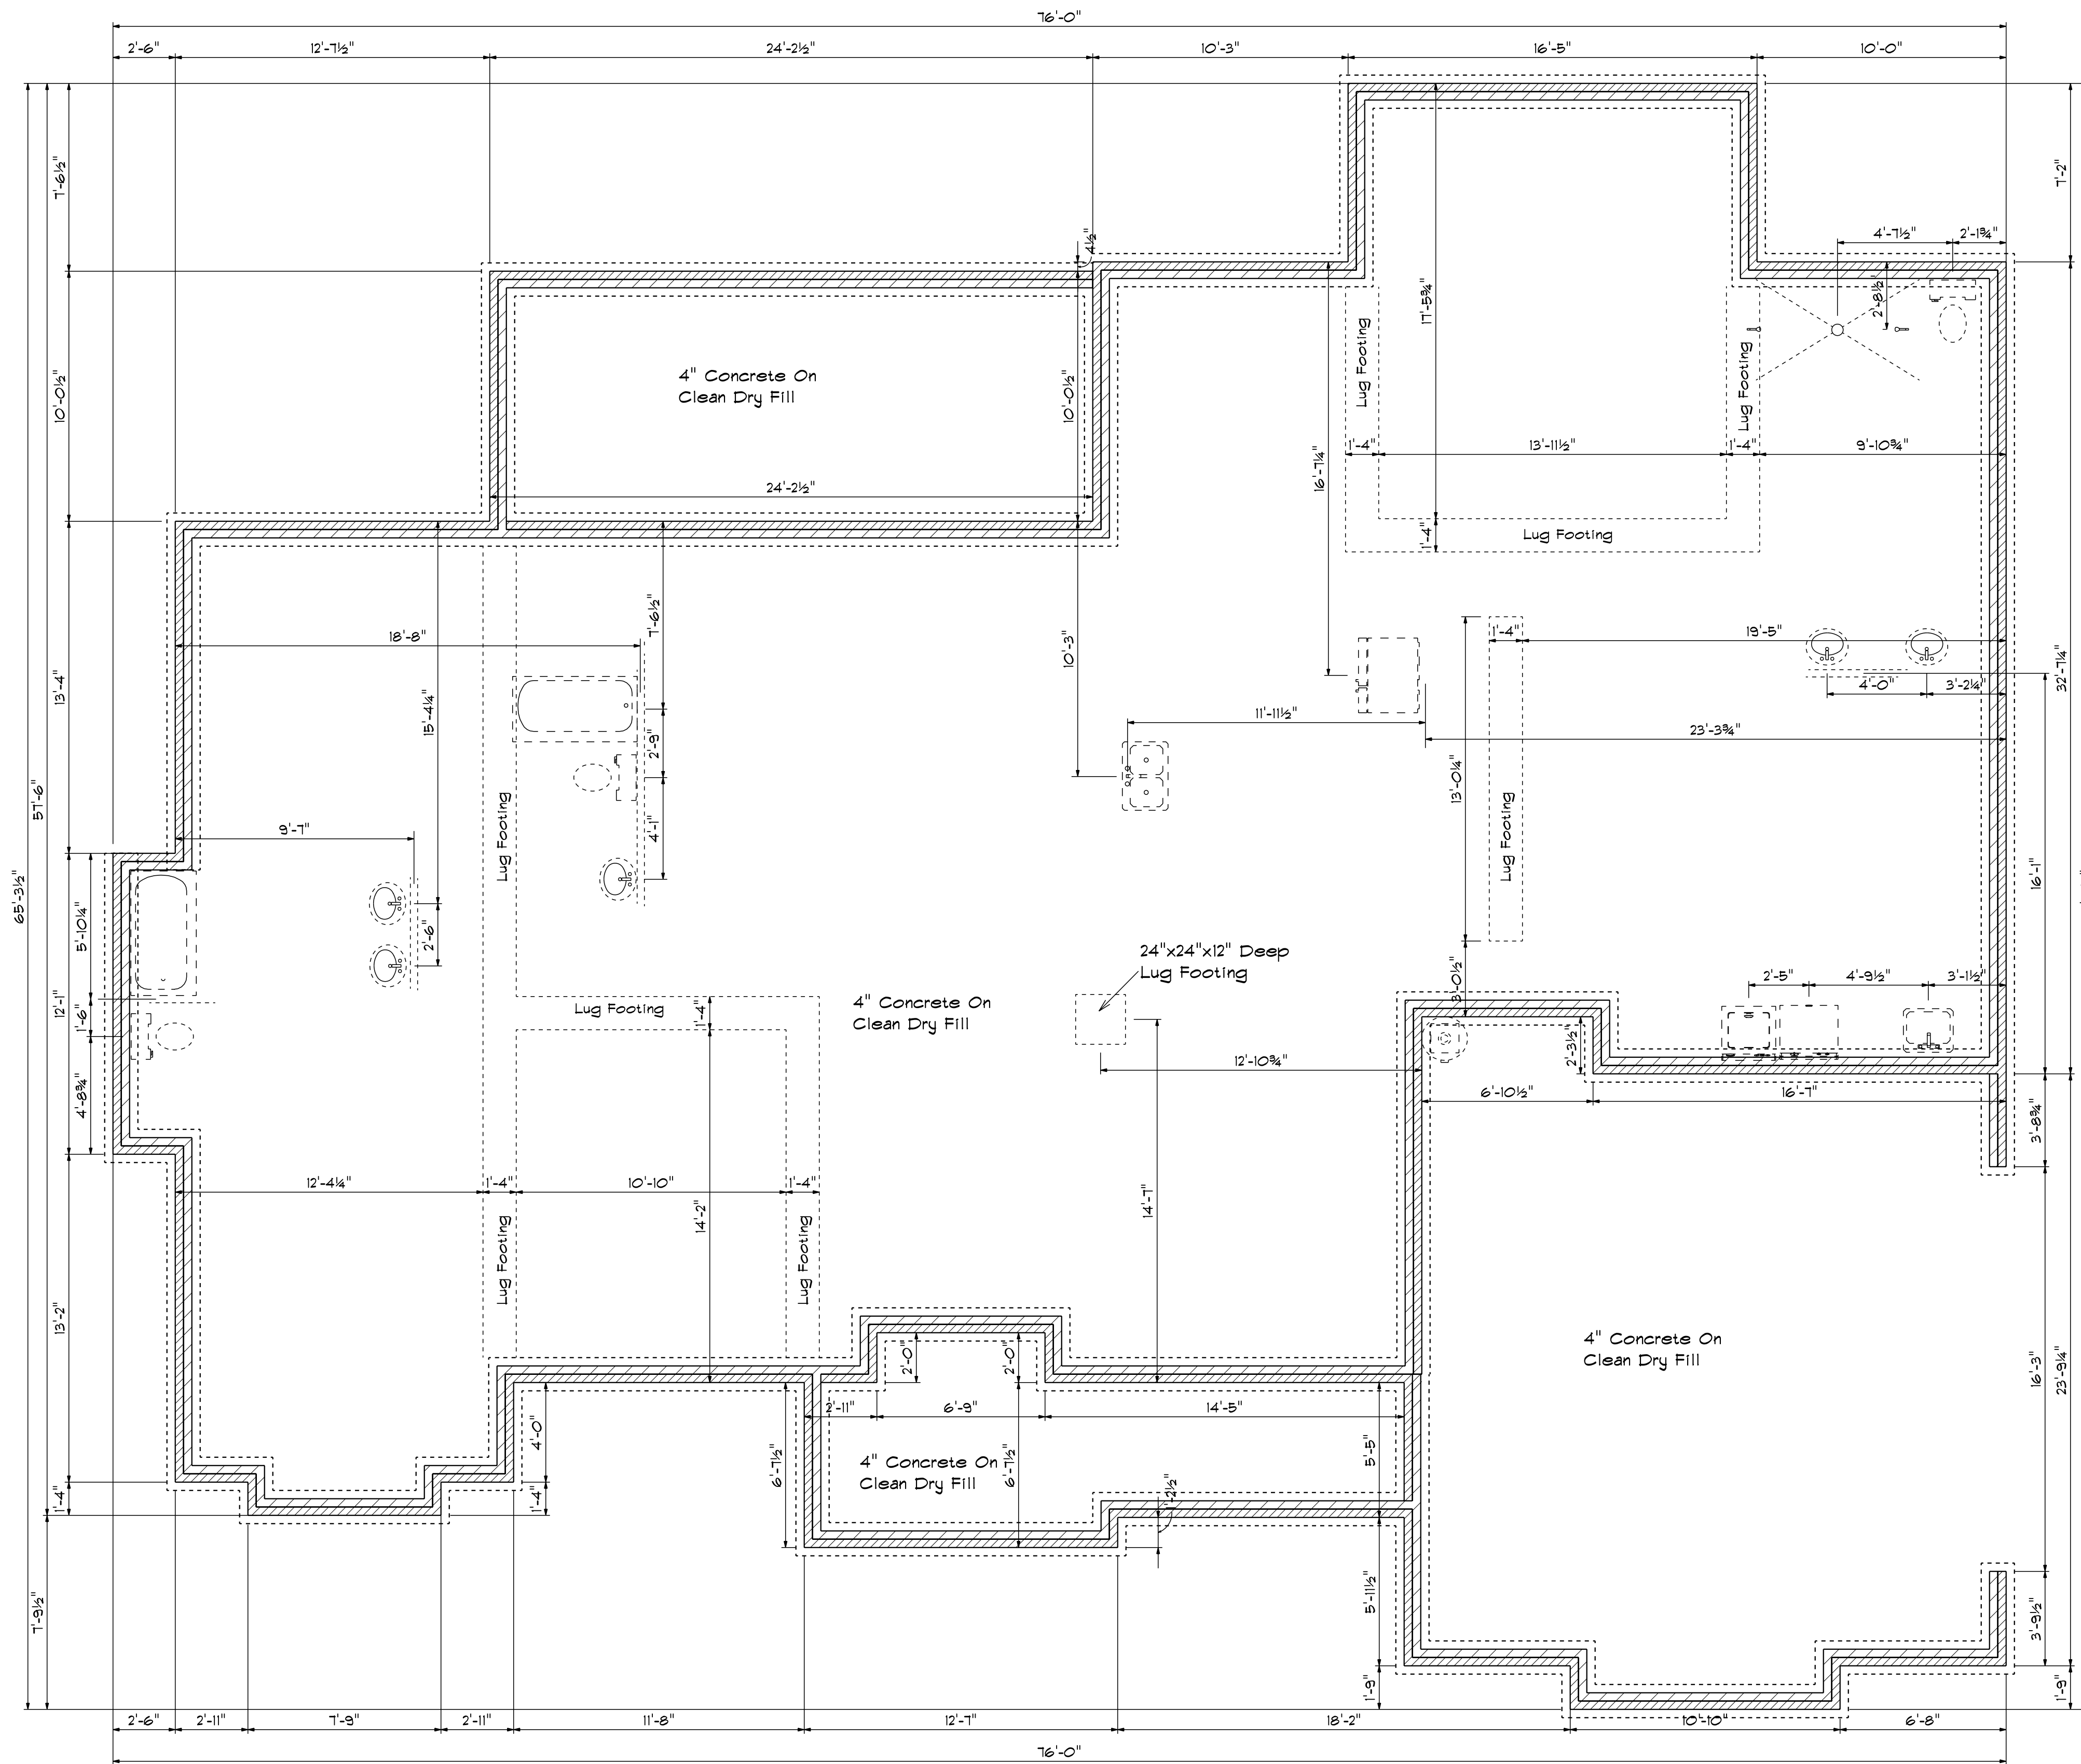 76'-0"
2'-6" 12'-7½" 24'-2½" 10'-3" 16'-5" 10'-0"
7'-6½"
7'-2"
4½"
4'-7½" 2'-1¾"
2'-8½"
17'-5¾"
Lug Footing
Lug Footing
4" Concrete On
Clean Dry Fill
10'-0½"
10'-0½"
16'-7¼"
1'-4" 13'-11½" 1'-4" 9'-10¾"
24'-2½"
1'-4"
Lug Footing
7'-6½"
18'-8"
10'-3"
1'-4" 19'-5"
32'-7¼"
13'-4"
15'-4¼"
4'-0" 3'-2¼"
11'-11½"
23'-3¾"
2'-9"
57'-6"
13'-0¼"
9'-7"
4'-1"
Lug Footing
Lug Footing
16'-1"
65'-3½"
5'-10¼"
2'-6"
24"x24"x12" Deep
Lug Footing
3'-0½"
2'-5" 4'-9½" 3'-1½"
12'-1"
1'-6"
Lug Footing
1'-4"
4" Concrete On
Clean Dry Fill
2'-3½"
12'-10¾"
4'-8¾"
6'-10½" 16'-7"
3'-8¾"
12'-4¼" 1'-4" 10'-10" 1'-4"
14'-2"
14'-7"
Lug Footing
Lug Footing
13'-2"
4" Concrete On
Clean Dry Fill
16'-3"
23'-9¼"
2'-0"
2'-0"
2'-11" 6'-9" 14'-5"
4'-0"
6'-7½"
4" Concrete On
Clean Dry Fill
6'-7½"
5'-5"
1'-2½"
1'-4"
1'-4"
5'-11½"
7'-9½"
3'-9½"
1'-9"
1'-9"
2'-6" 2'-11" 7'-9" 2'-11" 11'-8" 12'-7" 18'-2" 10'-10" 6'-8"
76'-0"